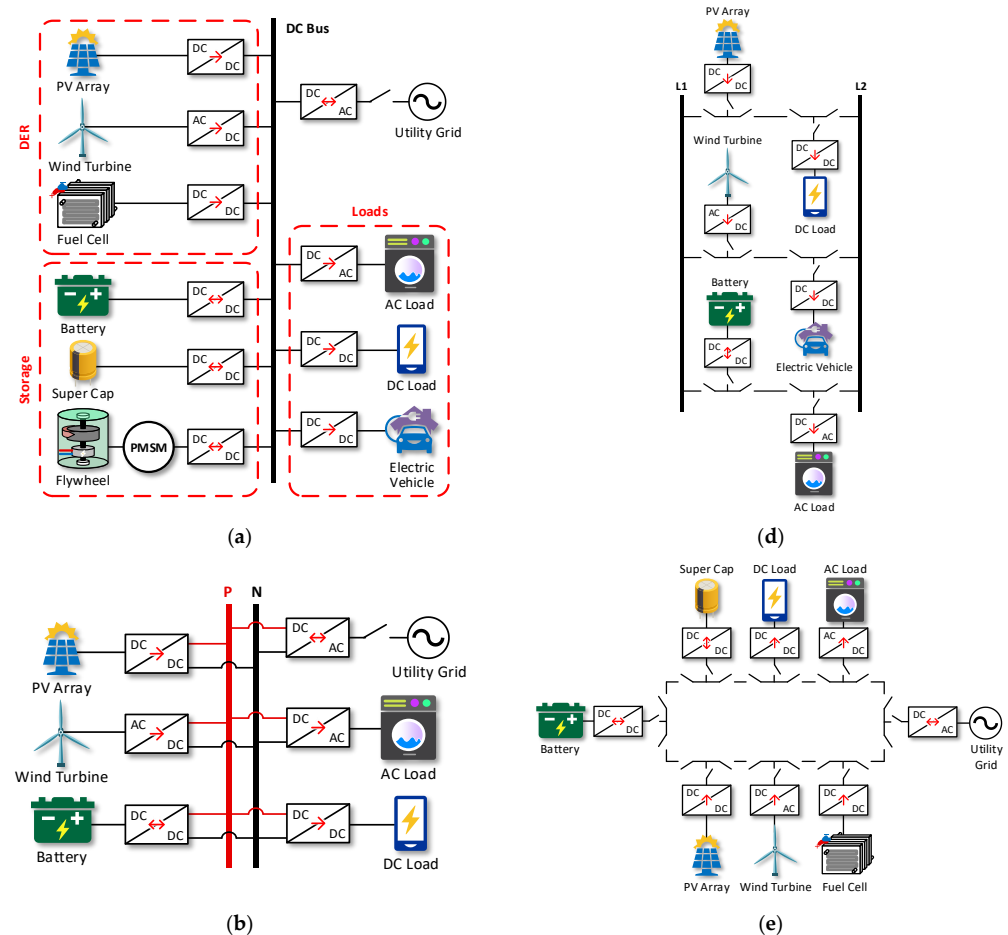 DC Bus
DER
DC
DC
PV Array
AC
DC
Wind Turbine
DC
DC
Fuel Cell
DC
AC
Utility Grid
Storage
DC
DC
Battery
DC
DC
Super Cap
PMSM
DC
DC
Flywheel
Loads
DC
AC
AC Load
DC
DC
DC Load
DC
DC
Electric
Vehicle
(a)
PV Array
DC
DC
L1
L2
Wind Turbine
AC
DC
DC
DC
DC Load
Battery
DC
DC
DC
DC
Electric Vehicle
DC
AC
AC Load
(d)
P
N
DC
DC
PV Array
DC
AC
Utility Grid
AC
DC
Wind Turbine
DC
AC
AC Load
DC
DC
Battery
DC
DC
DC Load
(b)
Super Cap
DC Load
AC Load
DC
DC
DC
DC
AC
DC
DC
DC
Battery
DC
AC
Utility
Grid
DC
DC
DC
AC
DC
DC
PV Array
Wind Turbine
Fuel Cell
(e)